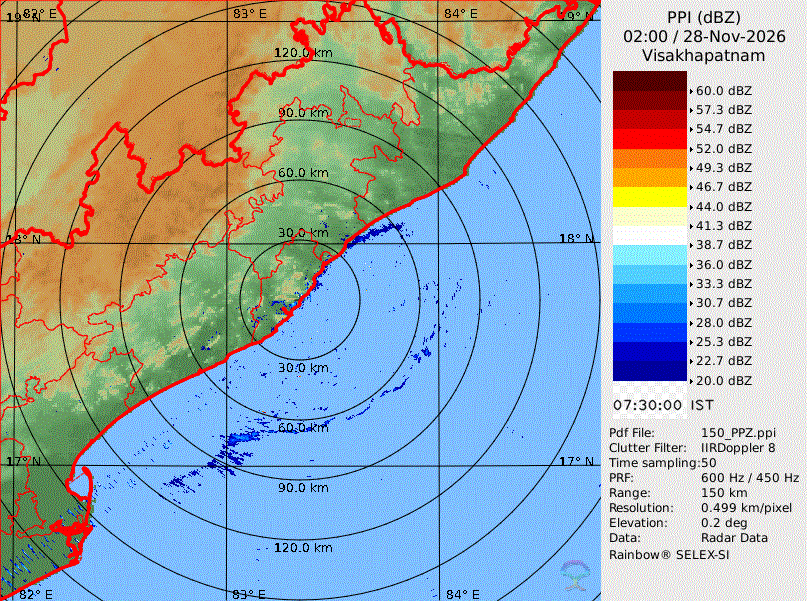 82° E
83° E
84° E
19° N
19° N
120.0 km
90.0 km
60.0 km
30.0 km
18° N
18° N
30.0 km
60.0 km
17° N
17° N
90.0 km
120.0 km
82° E
83° E
84° E
PPI (dBZ)
02:00 / 28-Nov-2026
Visakhapatnam
60.0 dBZ
57.3 dBZ
54.7 dBZ
52.0 dBZ
49.3 dBZ
46.7 dBZ
44.0 dBZ
41.3 dBZ
38.7 dBZ
36.0 dBZ
33.3 dBZ
30.7 dBZ
28.0 dBZ
25.3 dBZ
22.7 dBZ
20.0 dBZ
07:30:00 IST
Pdf File: 150_PPZ.ppi
Clutter Filter: IIRDoppler 8
Time sampling:50
PRF: 600 Hz / 450 Hz
Range: 150 km
Resolution: 0.499 km/pixel
Elevation: 0.2 deg
Data: Radar Data
Rainbow® SELEX-SI